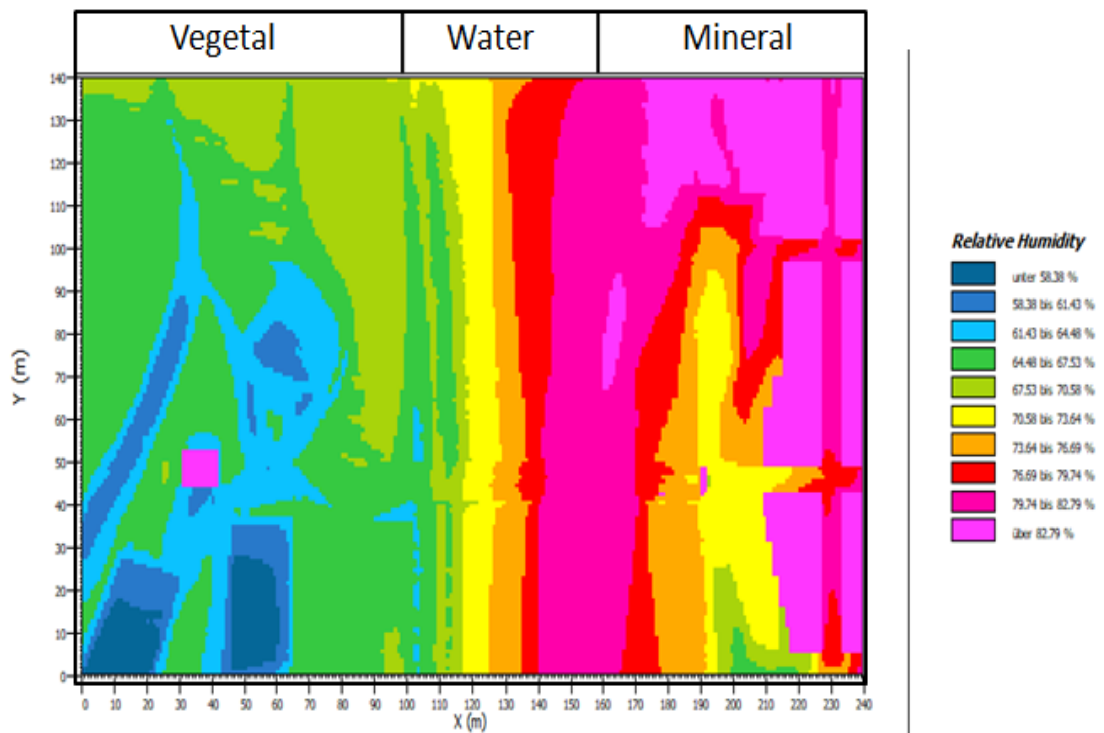 Vegetal Water Mineral
140
130
120
110
100
90
80
70
60
50
40
30
20
10
0
Y (m)
0 10 20 30 40 50 60 70 80 90 100 110 120 130 140 150 160 170 180 190 200 210 220 230 240
X (m)
Relative Humidity
unter 58.38 %
58.38 bis 61.43 %
61.43 bis 64.48 %
64.48 bis 67.53 %
67.53 bis 70.58 %
70.58 bis 73.64 %
73.64 bis 76.69 %
76.69 bis 79.74 %
79.74 bis 82.79 %
über 82.79 %